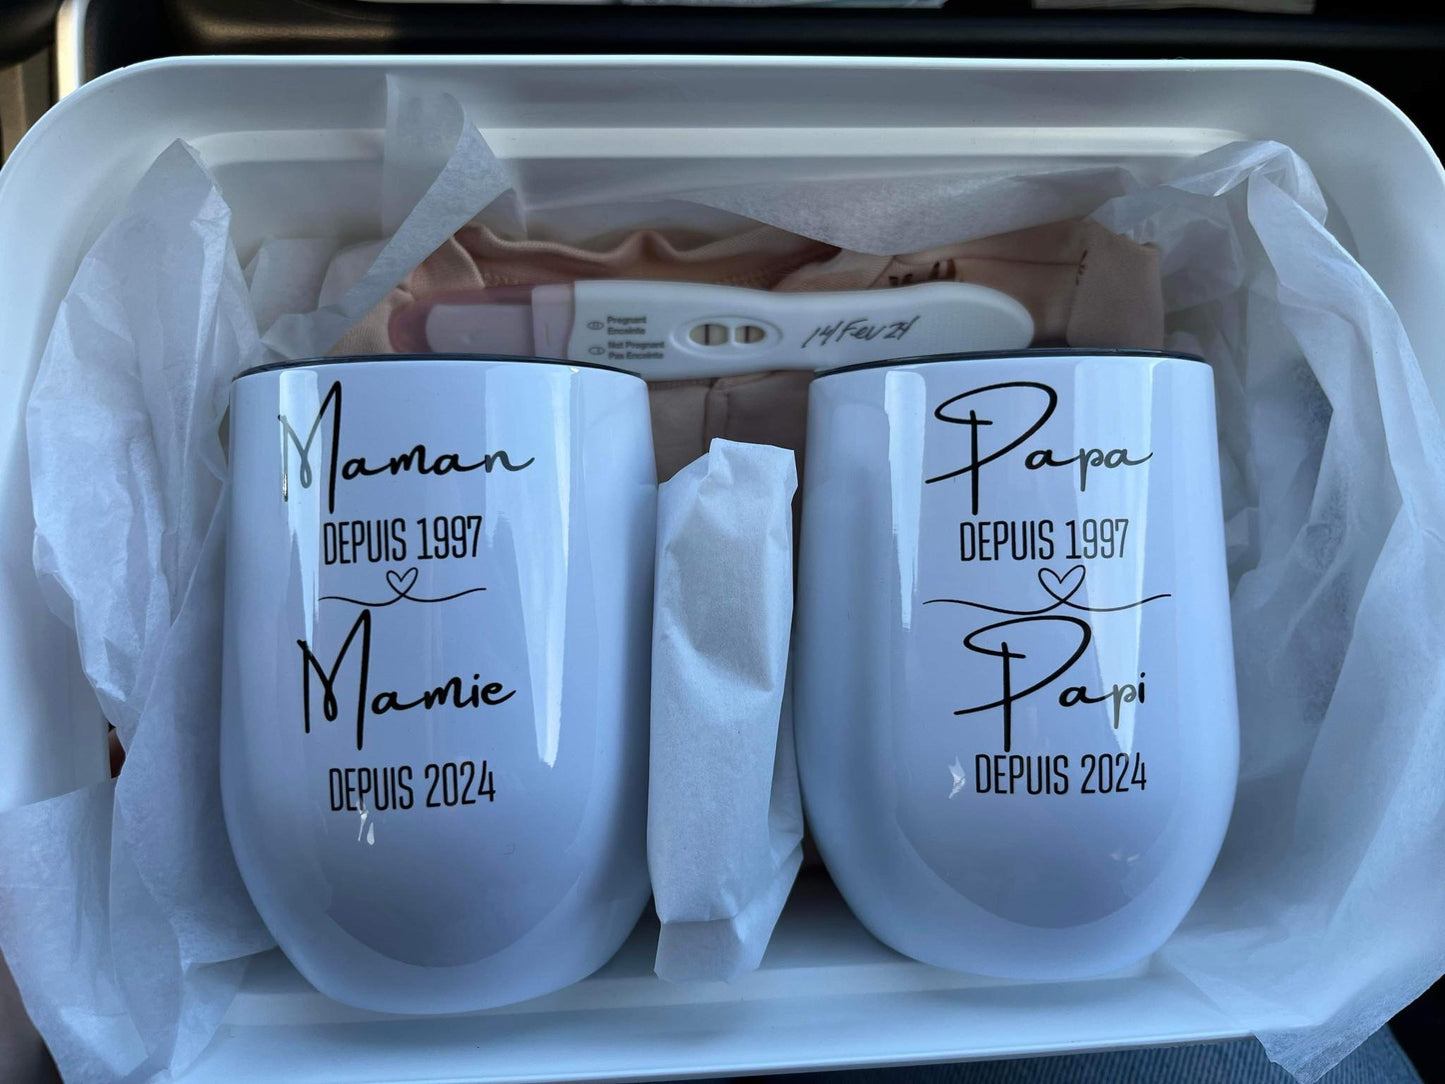 Pregnant
Enceinte
Not Pregnant
Pas Enceinte
14 Fev 24
Maman
DEPUIS 1997
Mamie
DEPUIS 2024
Papa
DEPUIS 1997
Papi
DEPUIS 2024